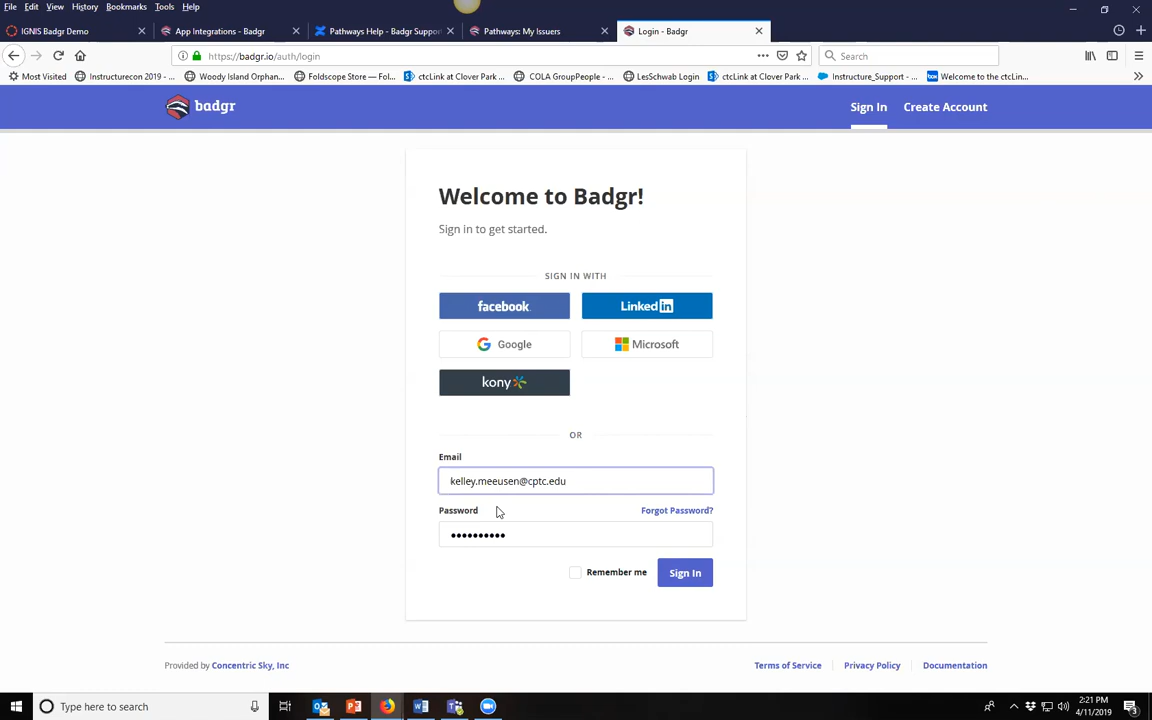 File Edit View History Bookmarks Tools Help
IGNIS Badgr Demo
App Integrations - Badgr
Pathways Help - Badgr Support
Pathways: My Issuers
Login - Badgr
https://badgr.io/auth/login
Search
Most Visited
Instructurecon 2019 - ...
Woody Island Orphan...
Foldscope Store — Fol...
ctcLink at Clover Park ...
COLA GroupPeople - ...
LesSchwab Login
ctcLink at Clover Park ...
Instructure_Support - ...
Welcome to the ctcLin...
badgr
Sign In
Create Account
Welcome to Badgr!
Sign in to get started.
SIGN IN WITH
facebook
Linked in
Google
Microsoft
kony
OR
Email
kelley.meeusen@cptc.edu
Password
Forgot Password?
••••••••••
Remember me
Sign In
Provided by Concentric Sky, Inc
Terms of Service
Privacy Policy
Documentation
Type here to search
2:21 PM
4/11/2019
3